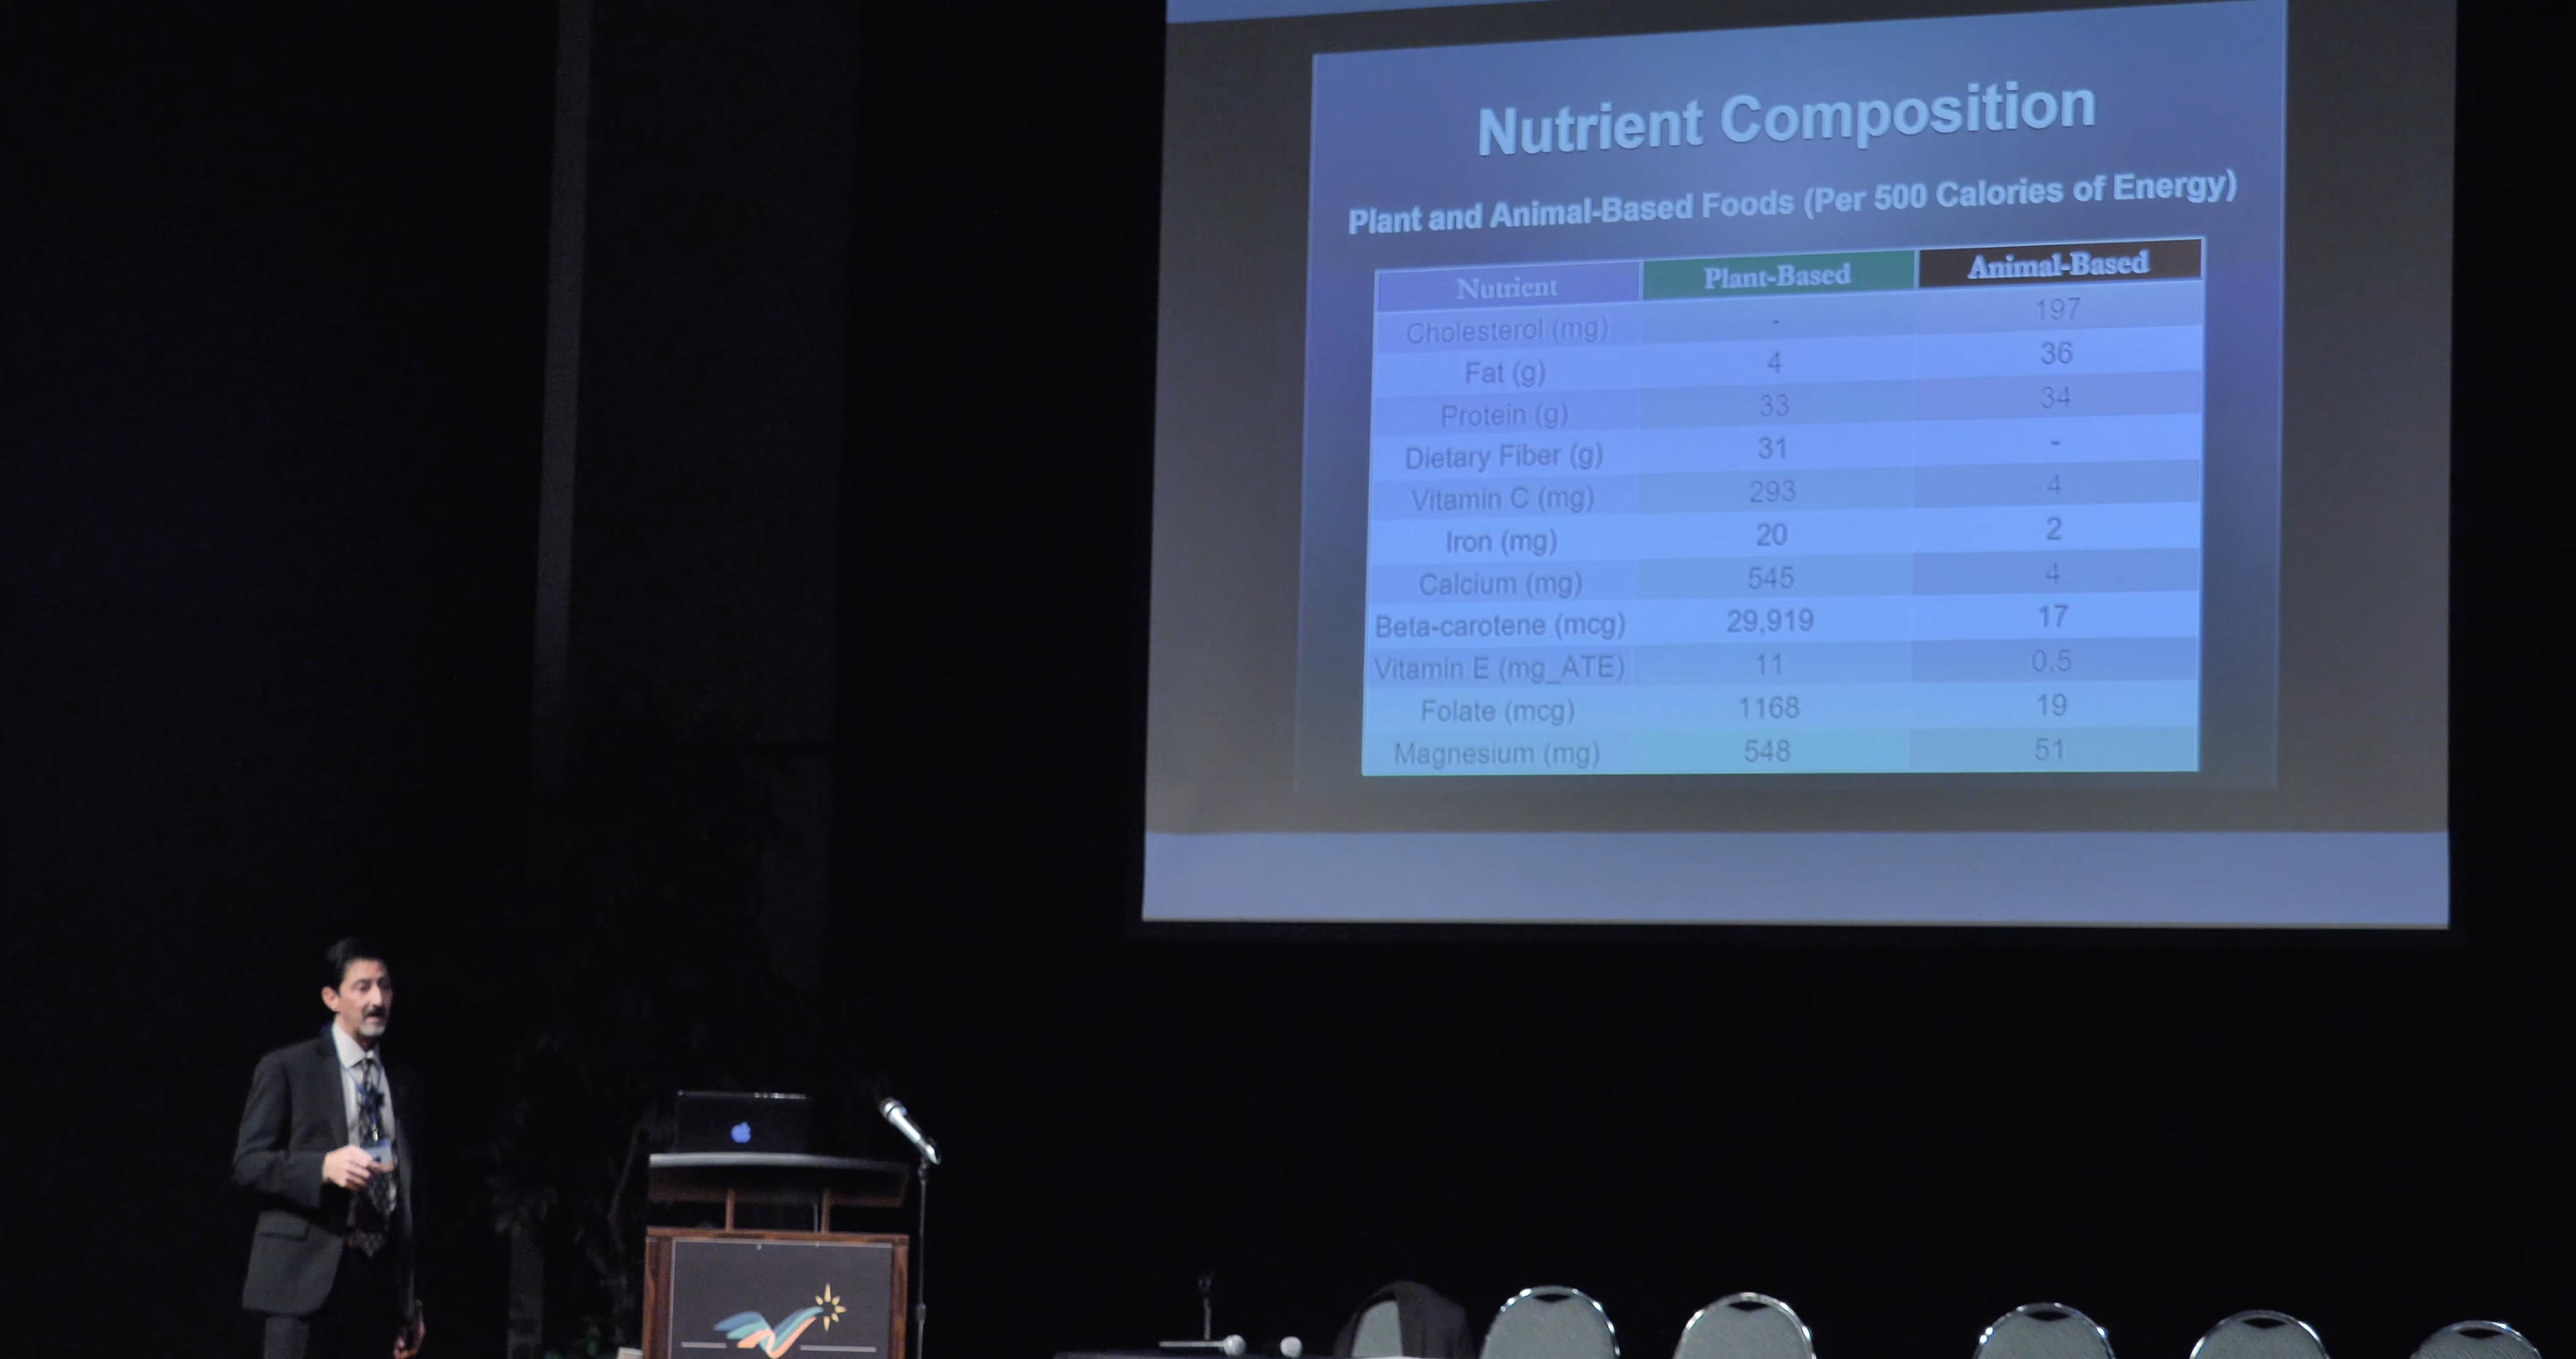 Nutrient Composition
Plant and Animal-Based Foods (Per 500 Calories of Energy)
Nutrient Plant-Based Animal-Based
Cholesterol (mg) - 197
Fat (g) 4 36
Protein (g) 33 34
Dietary Fiber (g) 31 -
Vitamin C (mg) 293 4
Iron (mg) 20 2
Calcium (mg) 545 4
Beta-carotene (mcg) 29,919 17
Vitamin E (mg_ATE) 11 0.5
Folate (mcg) 1168 19
Magnesium (mg) 548 51